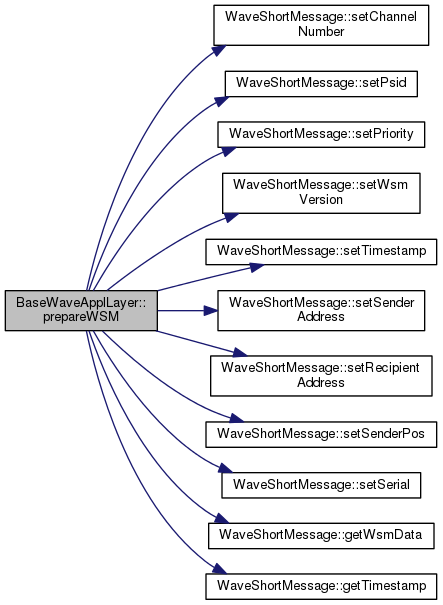 WaveShortMessage::setChannel
Number
WaveShortMessage::setPsid
WaveShortMessage::setPriority
WaveShortMessage::setWsm
Version
WaveShortMessage::setTimestamp
BaseWaveApplLayer::
prepareWSM
WaveShortMessage::setSender
Address
WaveShortMessage::setRecipient
Address
WaveShortMessage::setSenderPos
WaveShortMessage::setSerial
WaveShortMessage::getWsmData
WaveShortMessage::getTimestamp